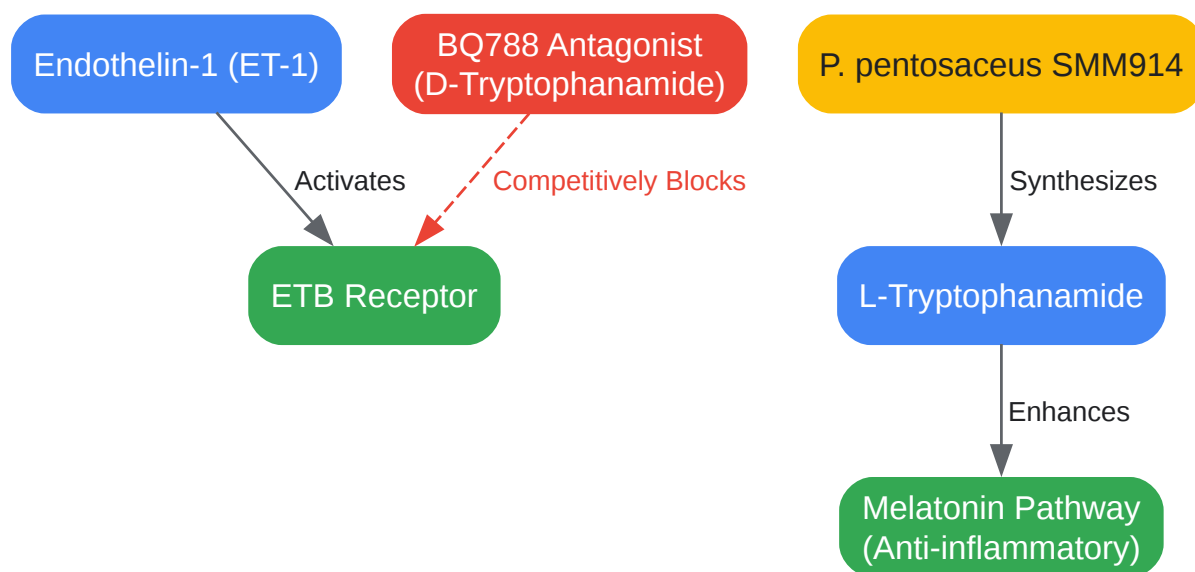 Endothelin-1 (ET-1)
BQ788 Antagonist
(D-Tryptophanamide)
P. pentosaceus SMM914
Activates
Competitively Blocks
Synthesizes
ETB Receptor
L-Tryptophanamide
Enhances
Melatonin Pathway
(Anti-inflammatory)